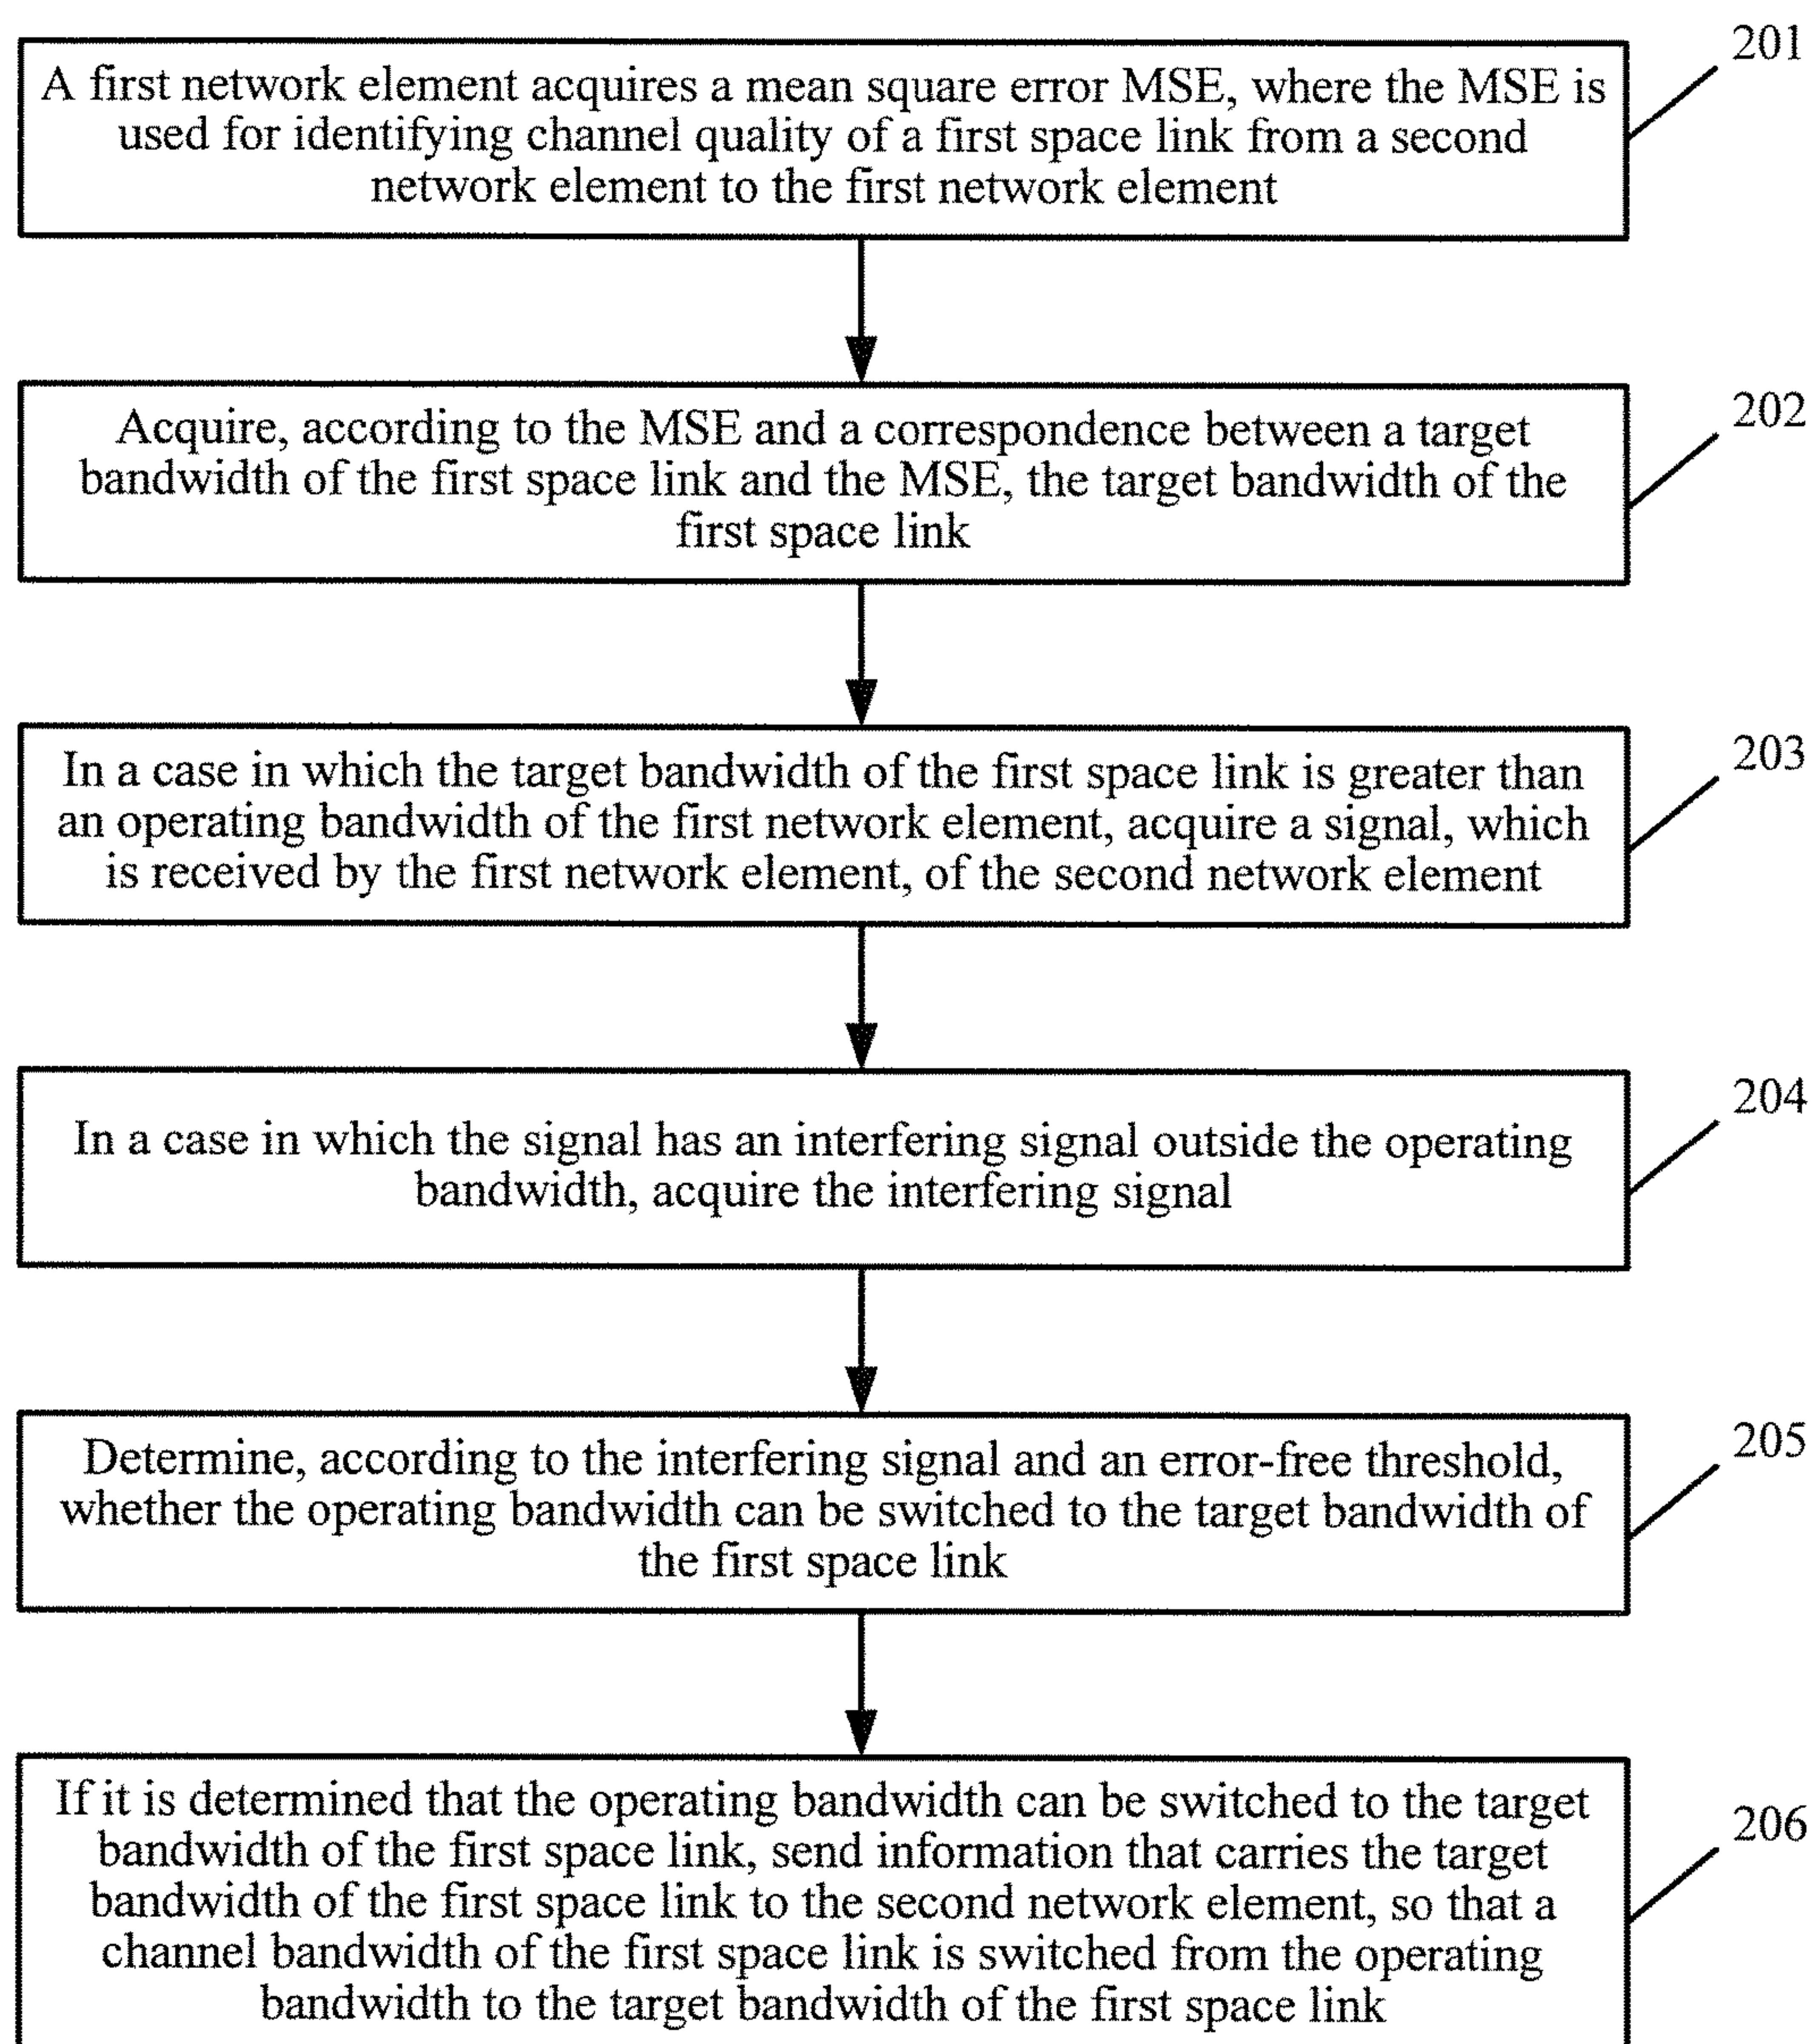 201
A first network element acquires a mean square error MSE, where the MSE is
used for identifying channel quality of a first space link from a second
network element to the first network element
202
Acquire, according to the MSE and a correspondence between a target
bandwidth of the first space link and the MSE, the target bandwidth of the
first space link
203
In a case in which the target bandwidth of the first space link is greater than
an operating bandwidth of the first network element, acquire a signal, which
is received by the first network element, of the second network element
204
In a case in which the signal has an interfering signal outside the operating
bandwidth, acquire the interfering signal
205
Determine, according to the interfering signal and an error-free threshold,
whether the operating bandwidth can be switched to the target bandwidth of
the first space link
206
If it is determined that the operating bandwidth can be switched to the target
bandwidth of the first space link, send information that carries the target
bandwidth of the first space link to the second network element, so that a
channel bandwidth of the first space link is switched from the operating
bandwidth to the target bandwidth of the first space link